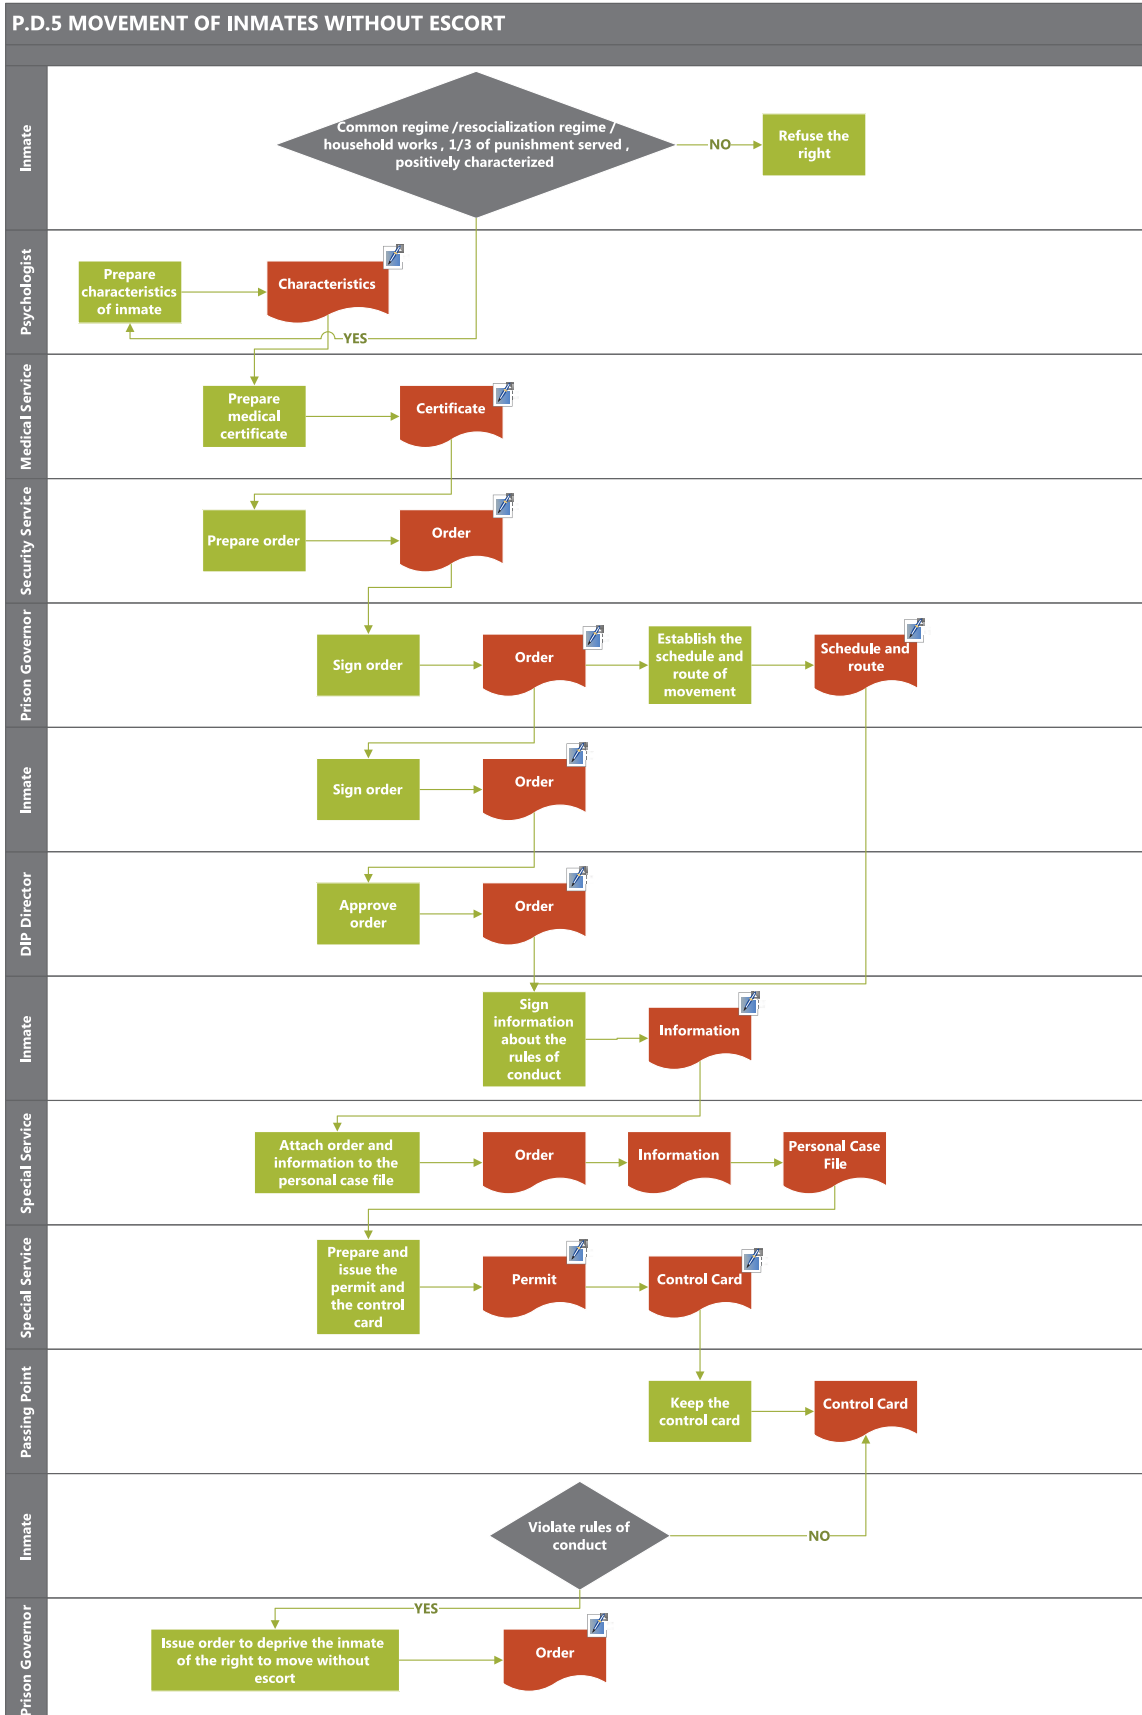 P.D.5 MOVEMENT OF INMATES WITHOUT ESCORT
Inmate
Common regime /resocialization regime /
household works , 1/3 of punishment served ,
positively characterized
NO
Refuse the
right
Psychologist
Prepare
characteristics
of inmate
Characteristics
YES
Medical Service
Prepare
medical
certificate
Certificate
Security Service
Prepare order
Order
Prison Governor
Sign order
Order
Establish the
schedule and
route of
movement
Schedule and
route
Inmate
Sign order
Order
DIP Director
Approve
order
Order
Inmate
Sign
information
about the
rules of
conduct
Information
Special Service
Attach order and
information to the
personal case file
Order
Information
Personal Case
File
Special Service
Prepare and
issue the
permit and
the control
card
Permit
Control Card
Passing Point
Keep the
control card
Control Card
Inmate
Violate rules of
conduct
NO
Prison Governor
YES
Issue order to deprive the inmate
of the right to move without
escort
Order